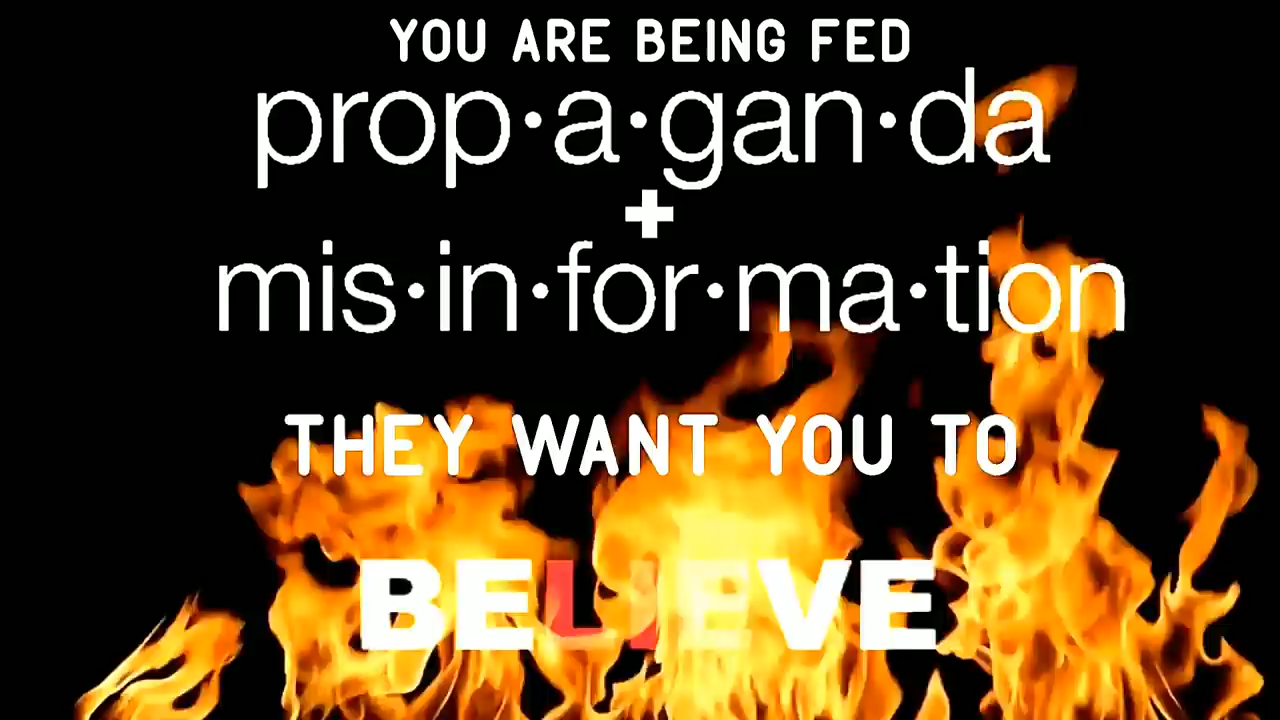 YOU ARE BEING FED
prop·a·gan·da
+
mis·in·for·ma·tion
THEY WANT YOU TO
BELIEVE